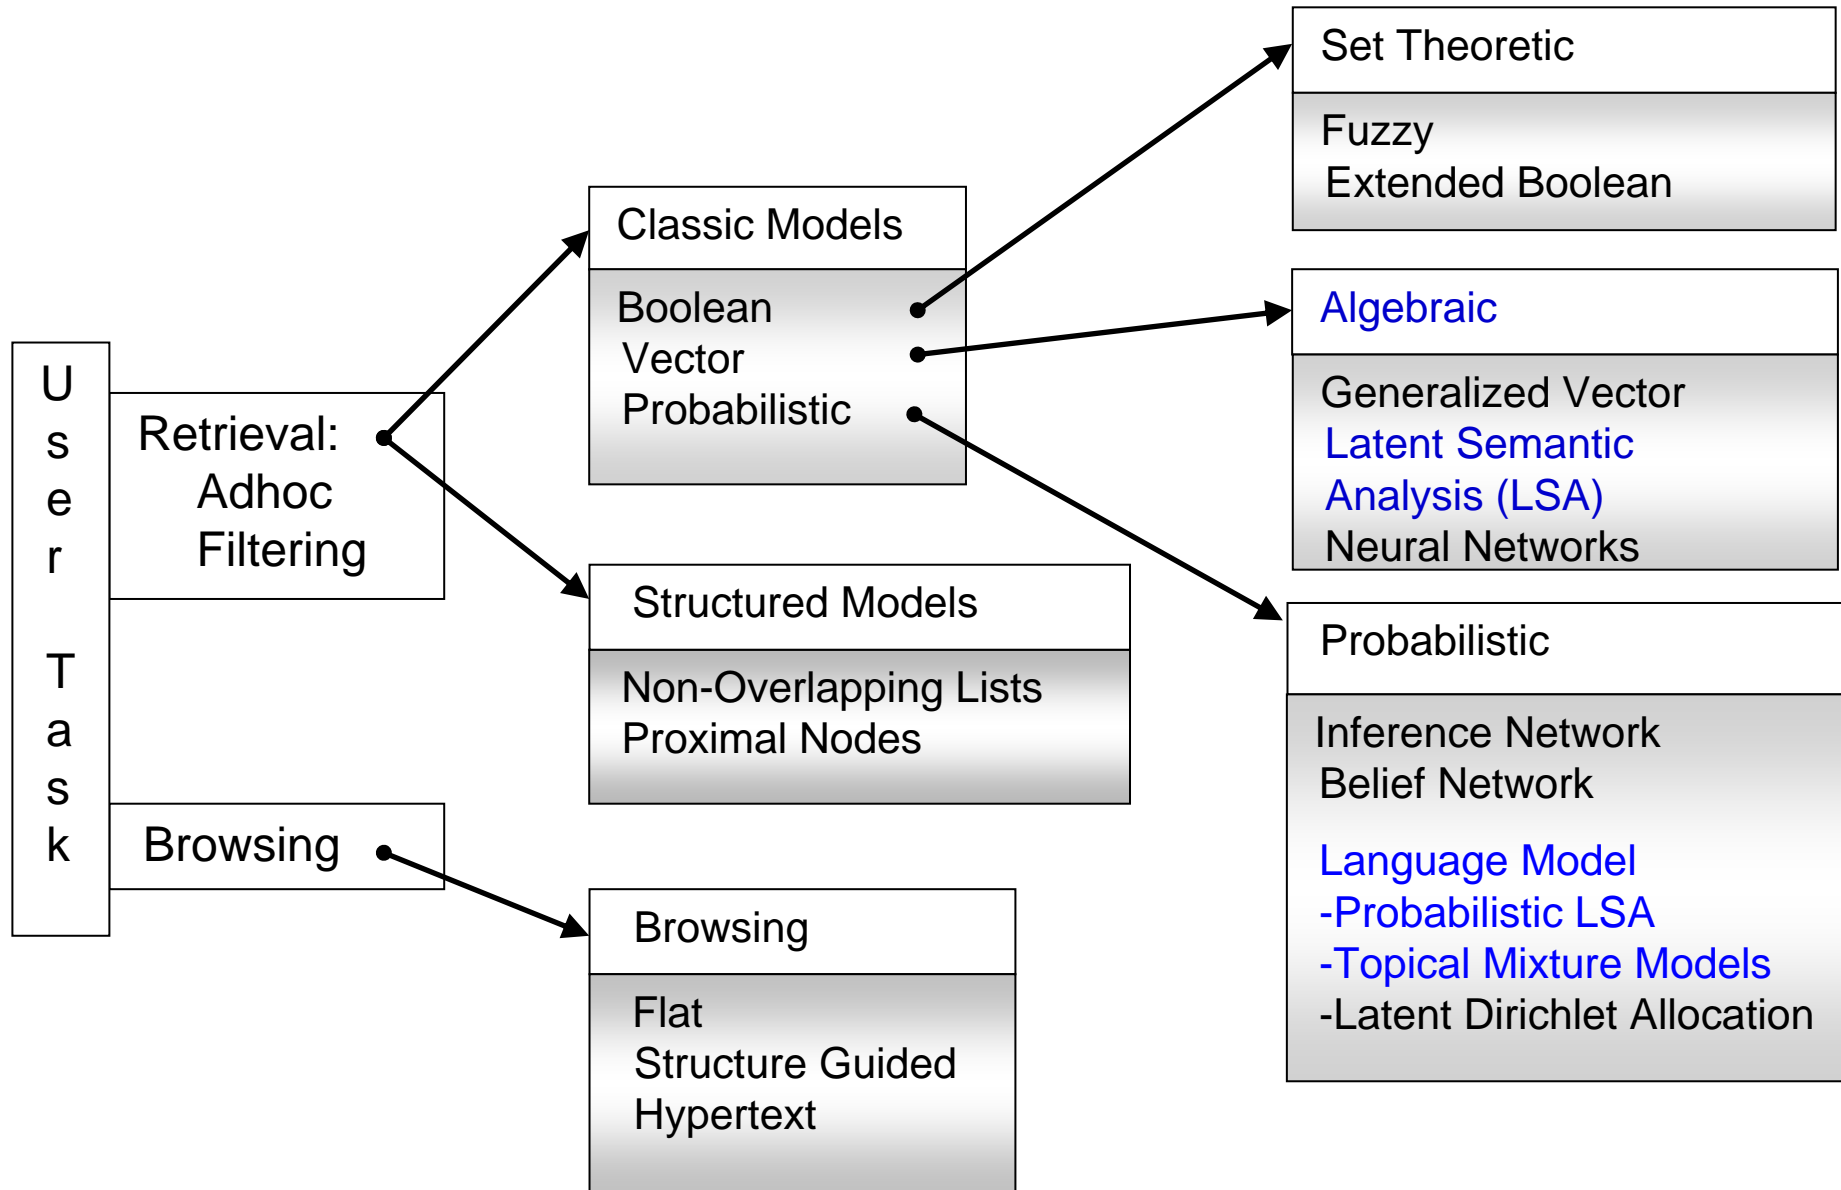 User Task
Retrieval:
Adhoc
Filtering
Browsing
Classic Models
Boolean
Vector
Probabilistic
Structured Models
Non-Overlapping Lists
Proximal Nodes
Browsing
Flat
Structure Guided
Hypertext
Set Theoretic
Fuzzy
Extended Boolean
Algebraic
Generalized Vector
Latent Semantic
Analysis (LSA)
Neural Networks
Probabilistic
Inference Network
Belief Network
Language Model
-Probabilistic LSA
-Topical Mixture Models
-Latent Dirichlet Allocation